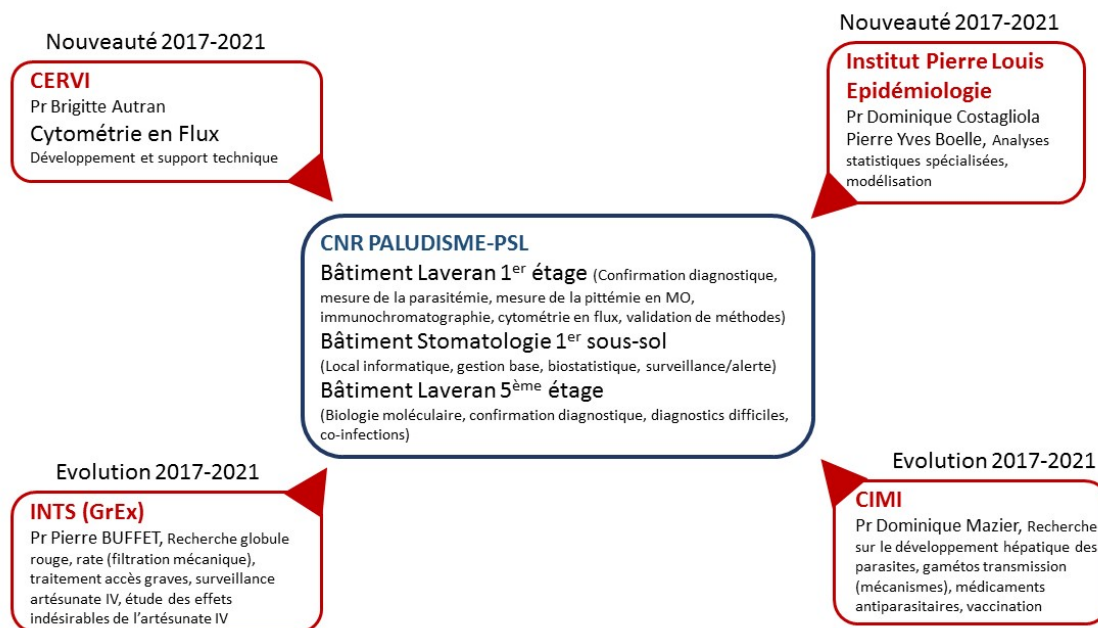 Nouveauté 2017-2021
CERVI
Pr Brigitte Autran
Cytométrie en Flux
Développement et support technique
Nouveauté 2017-2021
Institut Pierre Louis
Epidémiologie
Pr Dominique Costagliola
Pierre Yves Boelle, Analyses
statistiques spécialisées,
modélisation
CNR PALUDISME-PSL
Bâtiment Laveran 1er étage (Confirmation diagnostique,
mesure de la parasitémie, mesure de la pittémie en MO,
immunochromatographie, cytométrie en flux, validation de méthodes)
Bâtiment Stomatologie 1er sous-sol
(Local informatique, gestion base, biostatistique, surveillance/alerte)
Bâtiment Laveran 5ème étage
(Biologie moléculaire, confirmation diagnostique, diagnostics difficiles,
co-infections)
Evolution 2017-2021
INTS (GrEx)
Pr Pierre BUFFET, Recherche globule
rouge, rate (filtration mécanique),
traitement accès graves, surveillance
artésunate IV, étude des effets
indésirables de l'artésunate IV
Evolution 2017-2021
CIMI
Pr Dominique Mazier, Recherche
sur le développement hépatique des
parasites, gamétos transmission
(mécanismes), médicaments
antiparasitaires, vaccination